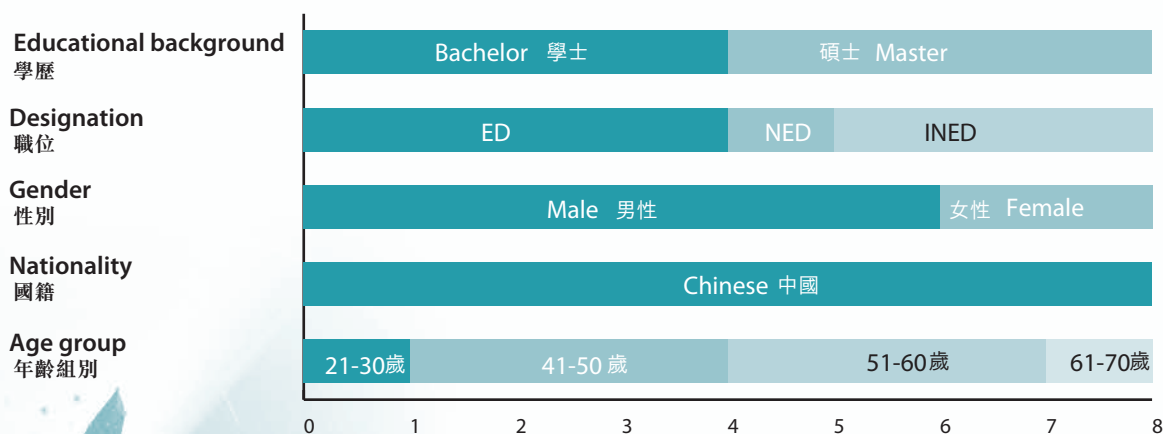 Educational background
學歷
Bachelor 學士
碩士 Master
Designation
職位
ED
NED
INED
Gender
性別
Male 男性
女性 Female
Nationality
國籍
Chinese 中國
Age group
年齡組別
21-30歲
41-50 歲
51-60歲
61-70歲
0 1 2 3 4 5 6 7 8